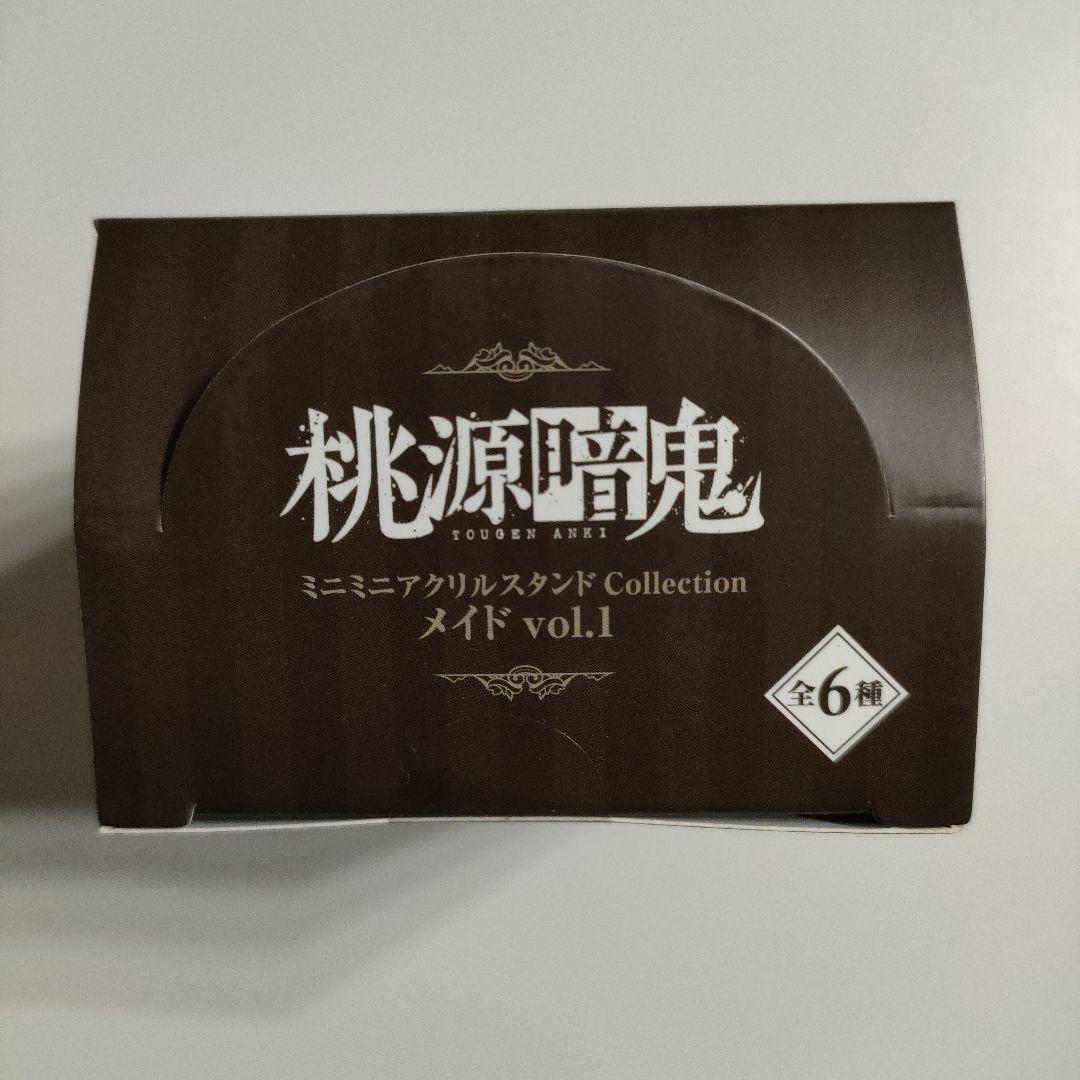 桃源暗鬼
TOUGEN ANKI
ミニミニアクリルスタンド Collection
メイド vol.1
全6種